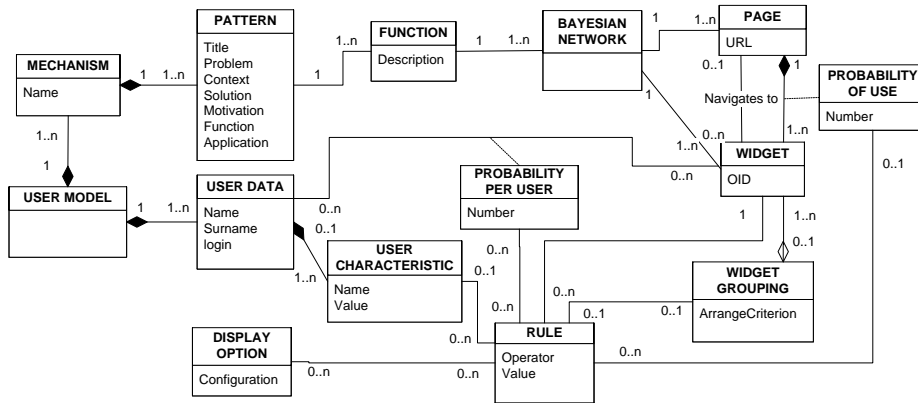 PATTERN
Title
Problem
Context
Solution
Motivation
Function
Application
FUNCTION
Description
BAYESIAN
NETWORK
PAGE
URL
MECHANISM
Name
PROBABILITY
OF USE
Number
1
1..n
1
1..n
1
1..n
1
1..n
0..1
1
Navigates to
1
0..n
1..n
1..n
0..n
0..1
1..n
1
USER MODEL
1
1..n
USER DATA
Name
Surname
login
0..n
0..1
1..n
PROBABILITY
PER USER
Number
0..n
WIDGET
OID
1
1..n
0..1
USER
CHARACTERISTIC
Name
Value
0..1
0..n
WIDGET
GROUPING
ArrangeCriterion
0..n
0..n
0..1
0..1
DISPLAY
OPTION
Configuration
0..n
0..n
RULE
Operator
Value
0..n